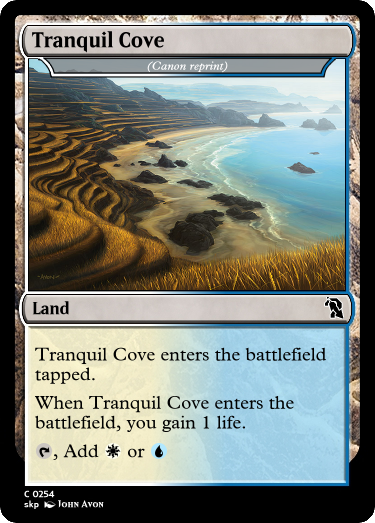 Tranquil Cove
(Canon reprint)
Land
Tranquil Cove enters the battlefield
tapped.
When Tranquil Cove enters the
battlefield, you gain 1 life.
, Add or
C 0254
skp John Avon